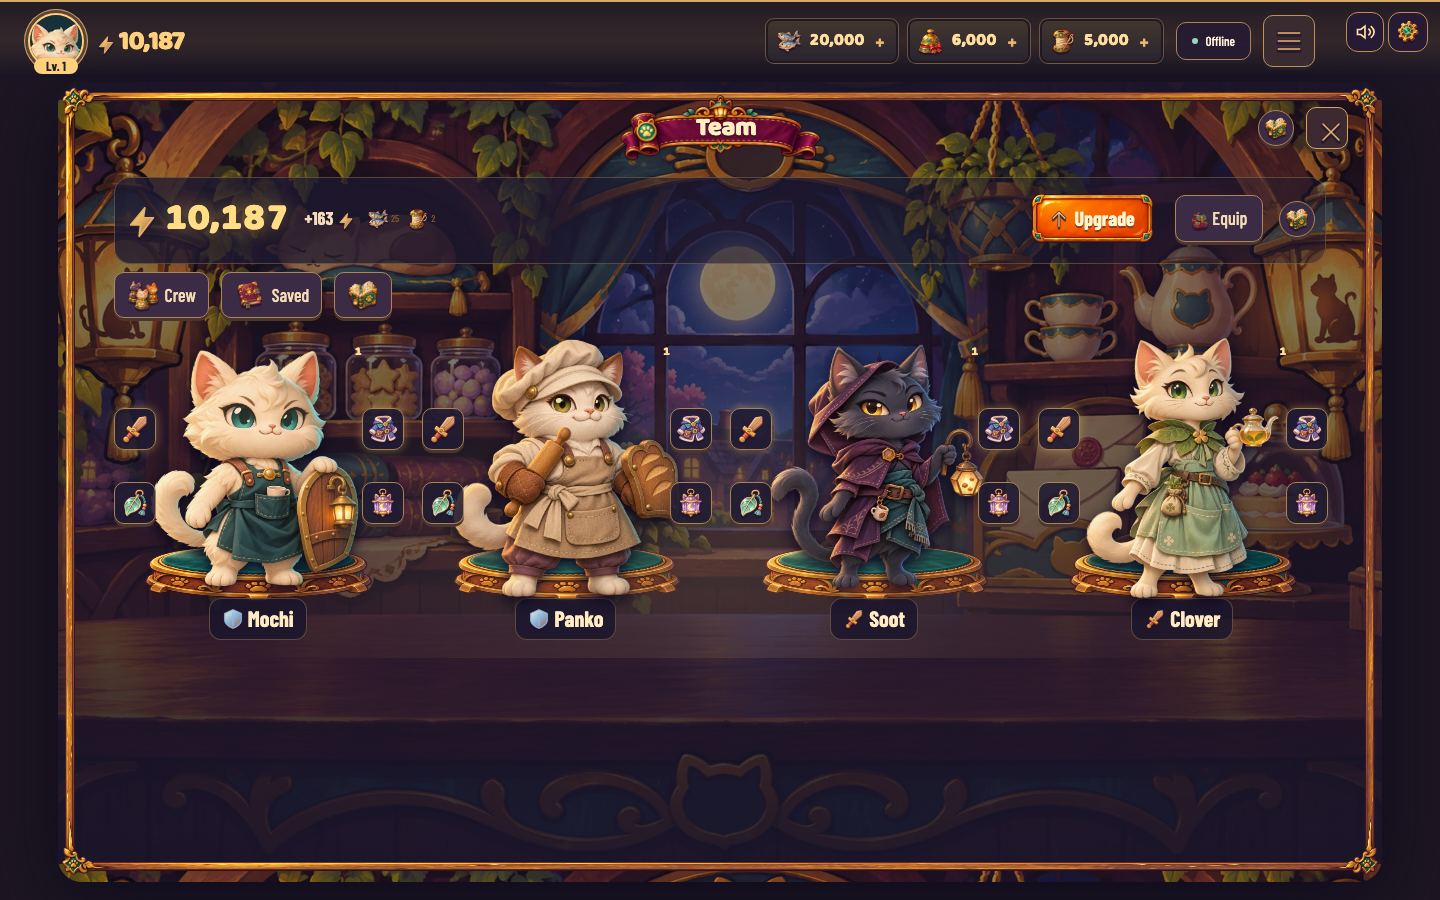 10,187
Lv. 1
20,000 +
6,000 +
5,000 +
Offline
Team
10,187 +163 25 2
Upgrade
Equip
Crew
Saved
1
1
1
1
Mochi
Panko
Soot
Clover